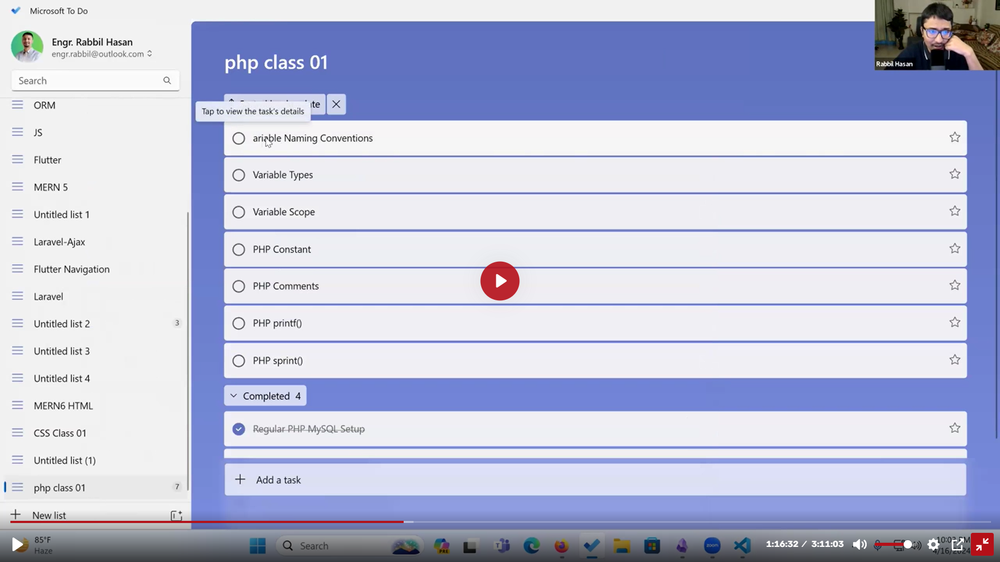 Microsoft To Do
Engr. Rabbil Hasan
engr.rabbil@outlook.com
Search
ORM
JS
Flutter
MERN 5
Untitled list 1
Laravel-Ajax
Flutter Navigation
Laravel
Untitled list 2 3
Untitled list 3
Untitled list 4
MERN6 HTML
CSS Class 01
Untitled list (1)
php class 01 7
New list
php class 01
Tap to view the task's details
ariable Naming Conventions
Variable Types
Variable Scope
PHP Constant
PHP Comments
PHP printf()
PHP sprint()
Completed 4
Regular PHP MySQL Setup
Add a task
Rabbil Hasan
85°F
Haze
Search
PRE
zoom
1:16:32 / 3:11:03
10:03 PM
4/16/2024